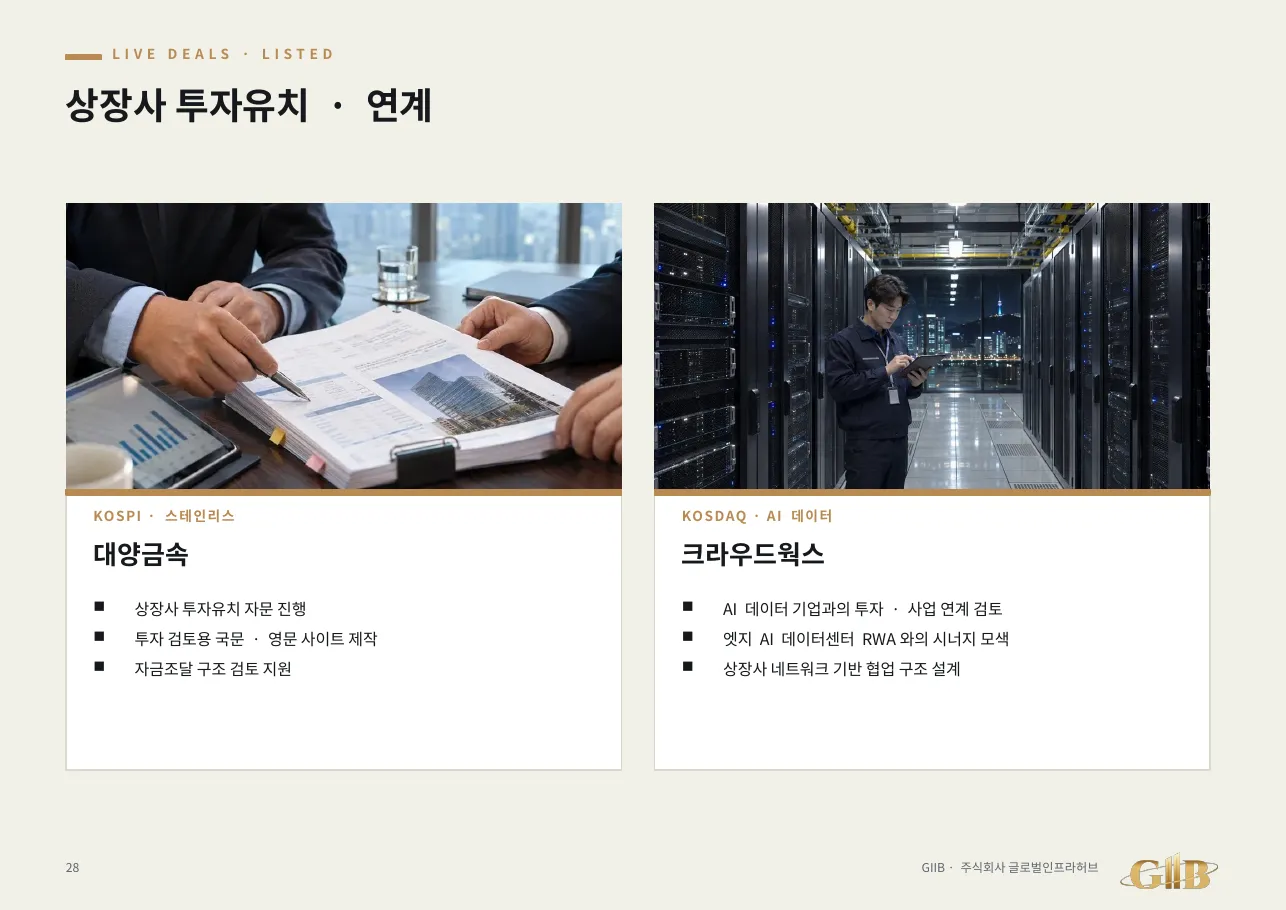 LIVE DEALS · LISTED
상장사 투자유치 · 연계
KOSPI · 스테인리스
대양금속
■ 상장사 투자유치 자문 진행
■ 투자 검토용 국문 · 영문 사이트 제작
■ 자금조달 구조 검토 지원
KOSDAQ · AI 데이터
크라우드웍스
■ AI 데이터 기업과의 투자 · 사업 연계 검토
■ 엣지 AI 데이터센터 RWA 와의 시너지 모색
■ 상장사 네트워크 기반 협업 구조 설계
28
GIIB · 주식회사 글로벌인프라허브
GIIB